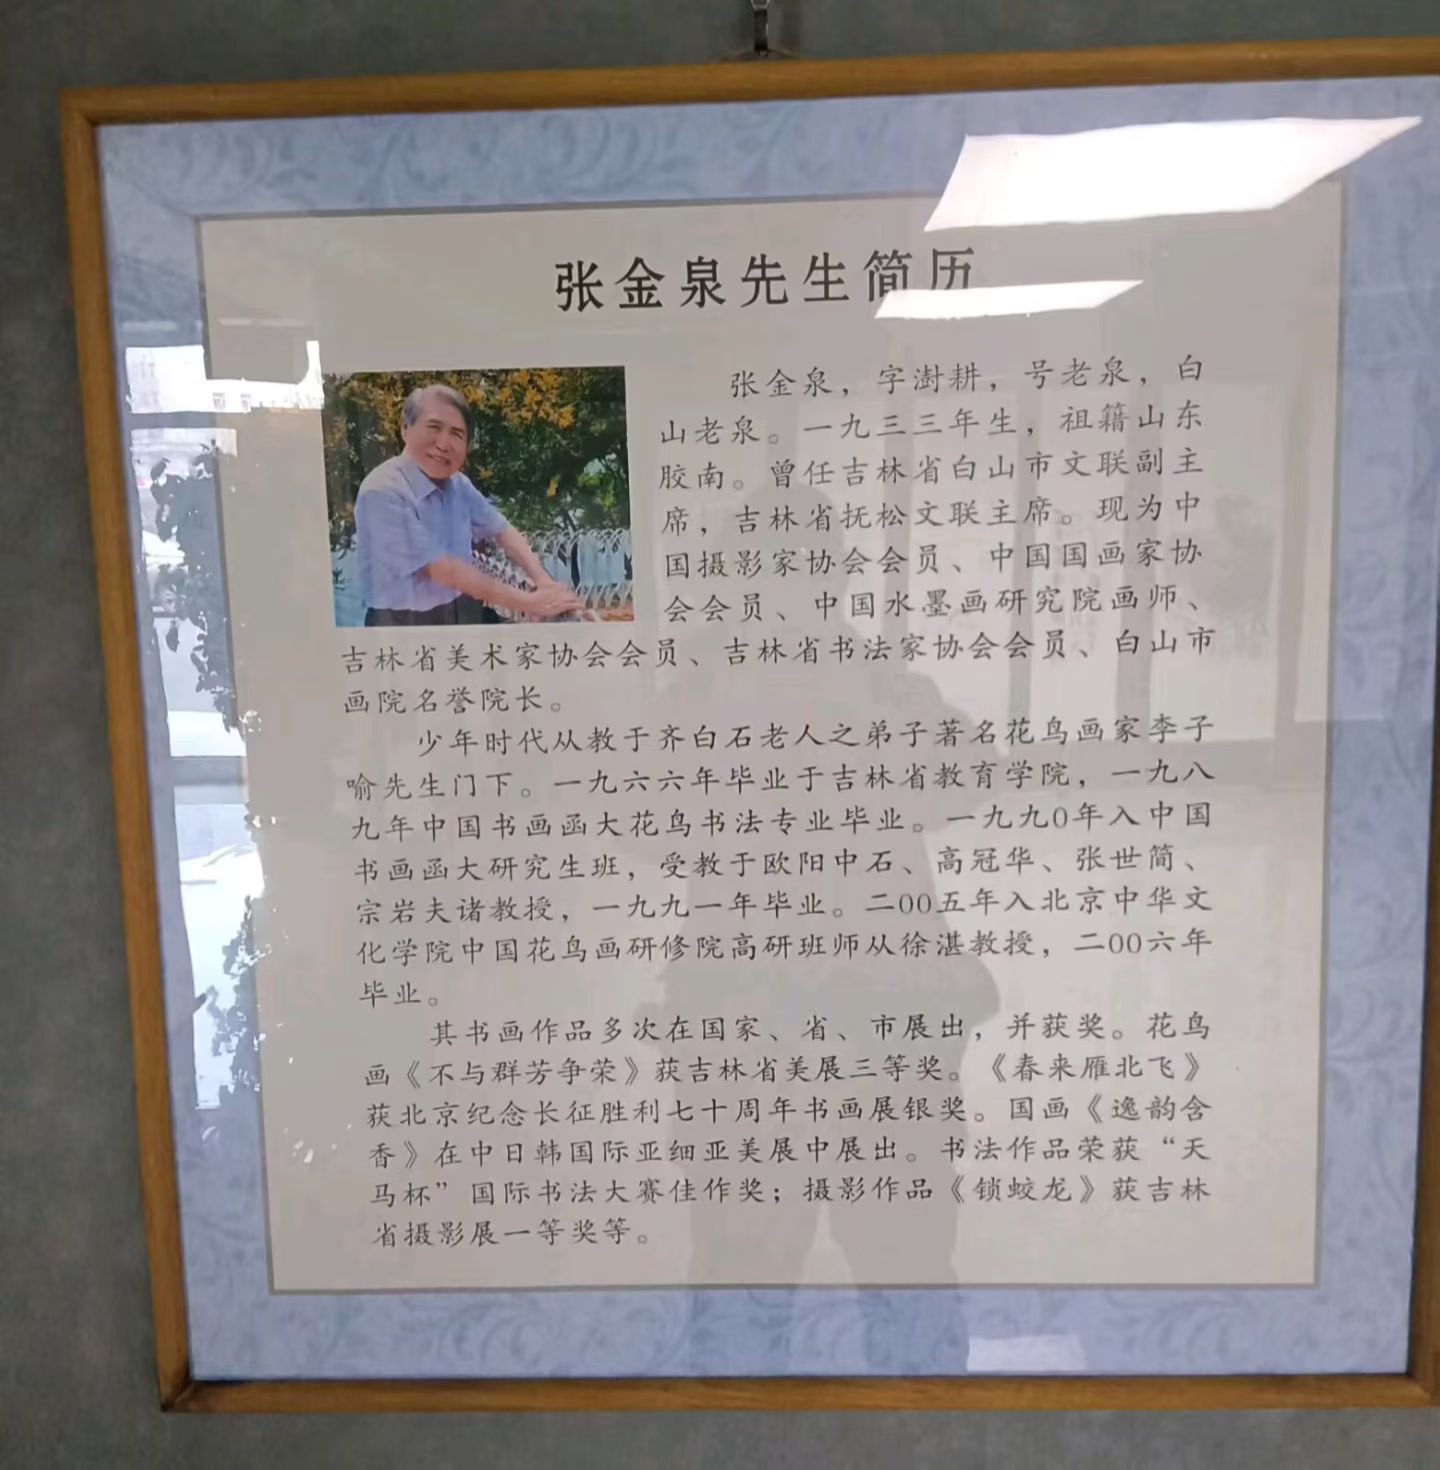 张金泉先生简历
张金泉，字澍耕，号老泉，白
山老泉。一九三三年生，祖籍山东
胶南。曾任吉林省白山市文联副主
席，吉林省抚松文联主席。现为中
国摄影家协会会员、中国国画家协
会会员、中国水墨画研究院画师、
吉林省美术家协会会员、吉林省书法家协会会员、白山市
画院名誉院长。
少年时代从教于齐白石老人之弟子著名花鸟画家李子
喻先生门下。一九六六年毕业于吉林省教育学院，一九八
九年中国书画函大花鸟书法专业毕业。一九九0年入中国
书画函大研究生班，受教于欧阳中石、高冠华、张世简、
宗岩夫诸教授，一九九一年毕业。二00五年入北京中华文
化学院中国花鸟画研修院高研班师从徐湛教授，二00六年
毕业。
其书画作品多次在国家、省、市展出，并获奖。花鸟
画《不与群芳争荣》获吉林省美展三等奖。《春来雁北飞》
获北京纪念长征胜利七十周年书画展银奖。国画《逸韵含
香》在中日韩国际亚细亚美展中展出。书法作品荣获“天
马杯”国际书法大赛佳作奖；摄影作品《锁蛟龙》获吉林
省摄影展一等奖等。